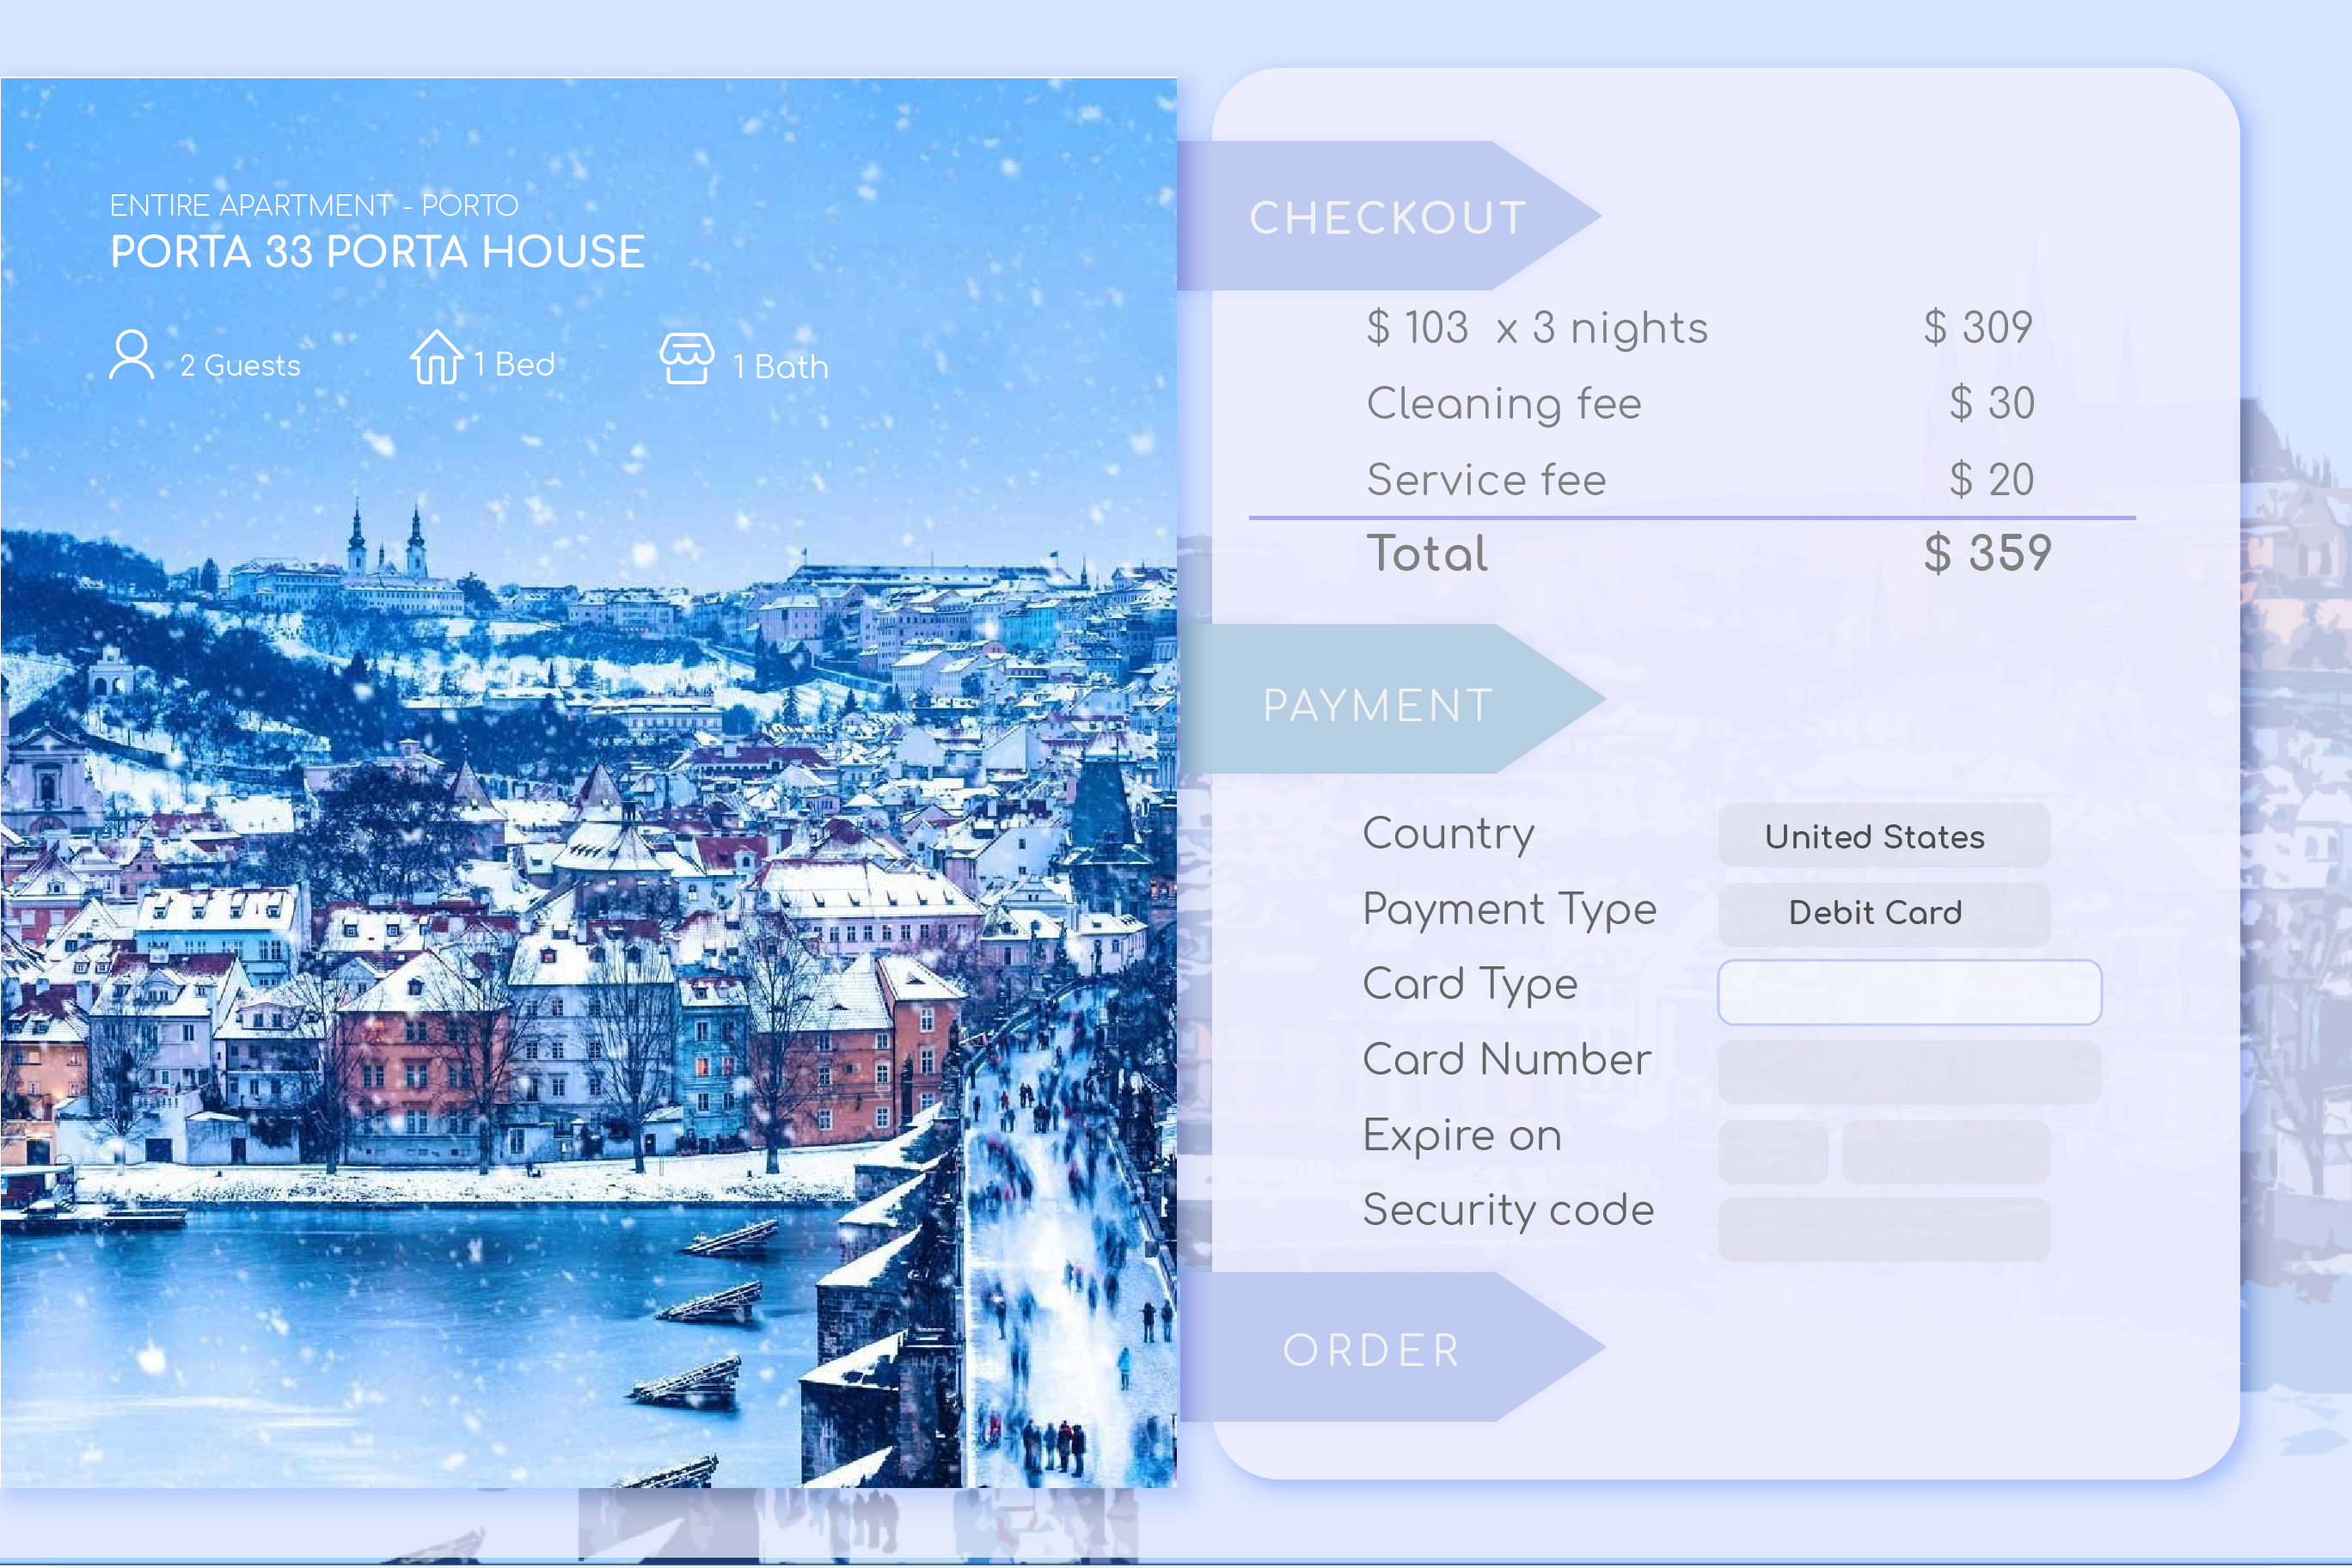 ENTIRE APARTMENT - PORTO
PORTA 33 PORTA HOUSE
2 Guests
1 Bed
1 Bath
CHECKOUT
$ 103 x 3 nights $ 309
Cleaning fee $ 30
Service fee $ 20
Total $ 359
PAYMENT
Country United States
Payment Type Debit Card
Card Type
Card Number
Expire on
Security code
ORDER